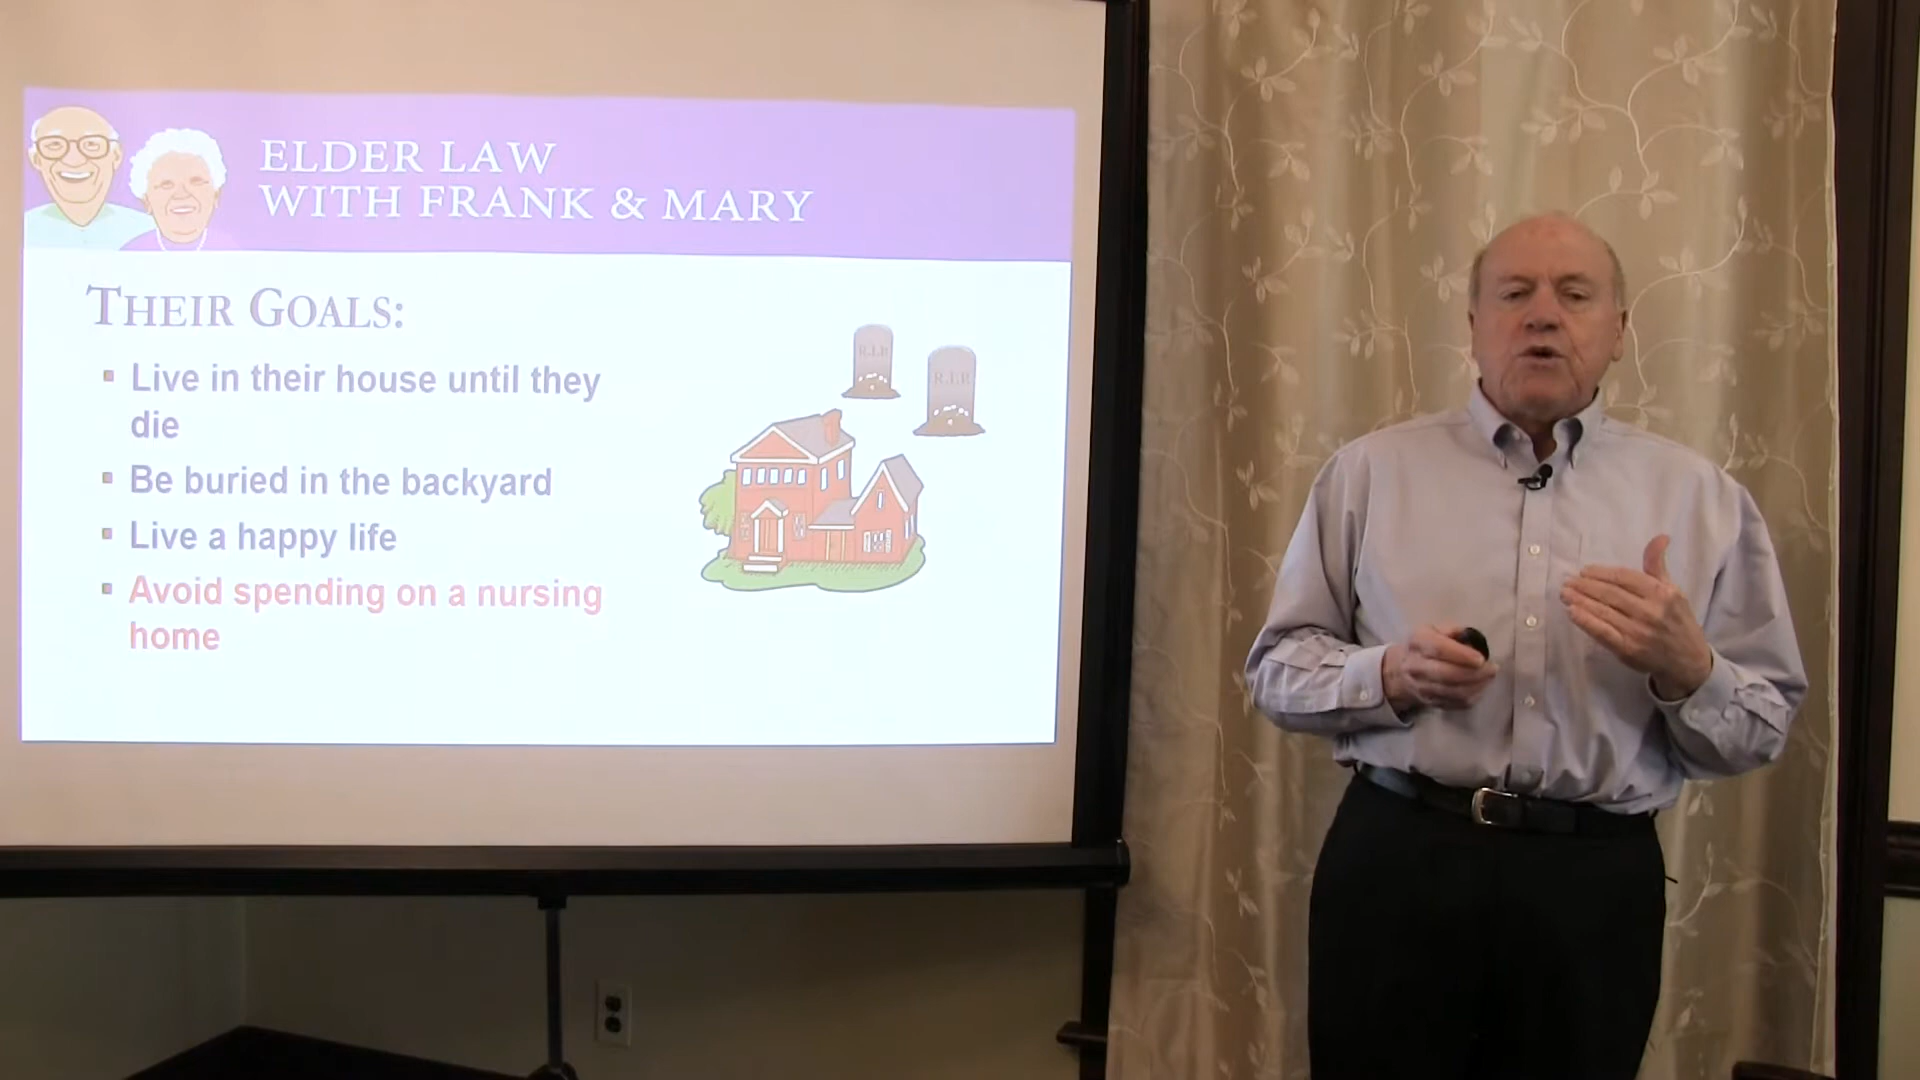 ELDER LAW
WITH FRANK & MARY
THEIR GOALS:
Live in their house until they
die
Be buried in the backyard
Live a happy life
Avoid spending on a nursing
home
R.I.P.
R.I.P.